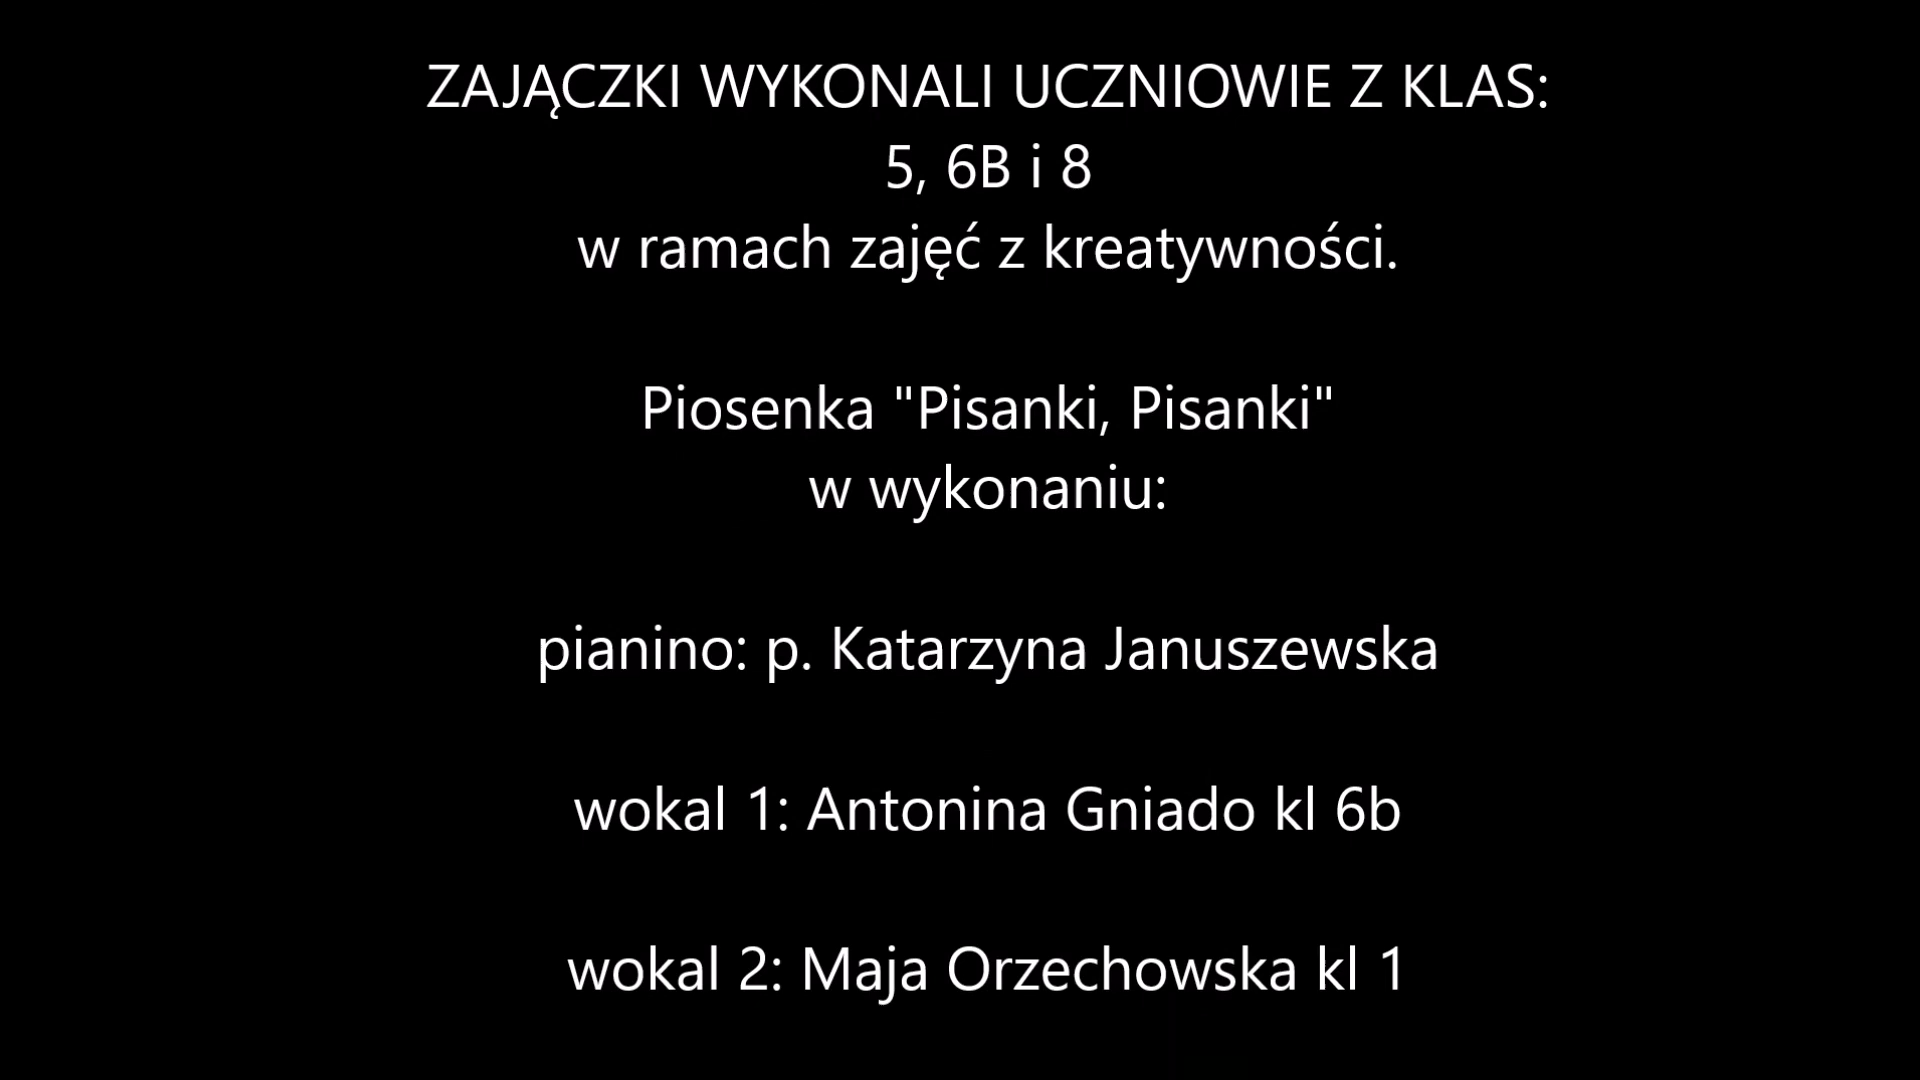 ZAJĄCZKI WYKONALI UCZNIOWIE Z KLAS:
5, 6B i 8
w ramach zajęć z kreatywności.
Piosenka "Pisanki, Pisanki"
w wykonaniu:
pianino: p. Katarzyna Januszewska
wokal 1: Antonina Gniado kl 6b
wokal 2: Maja Orzechowska kl 1